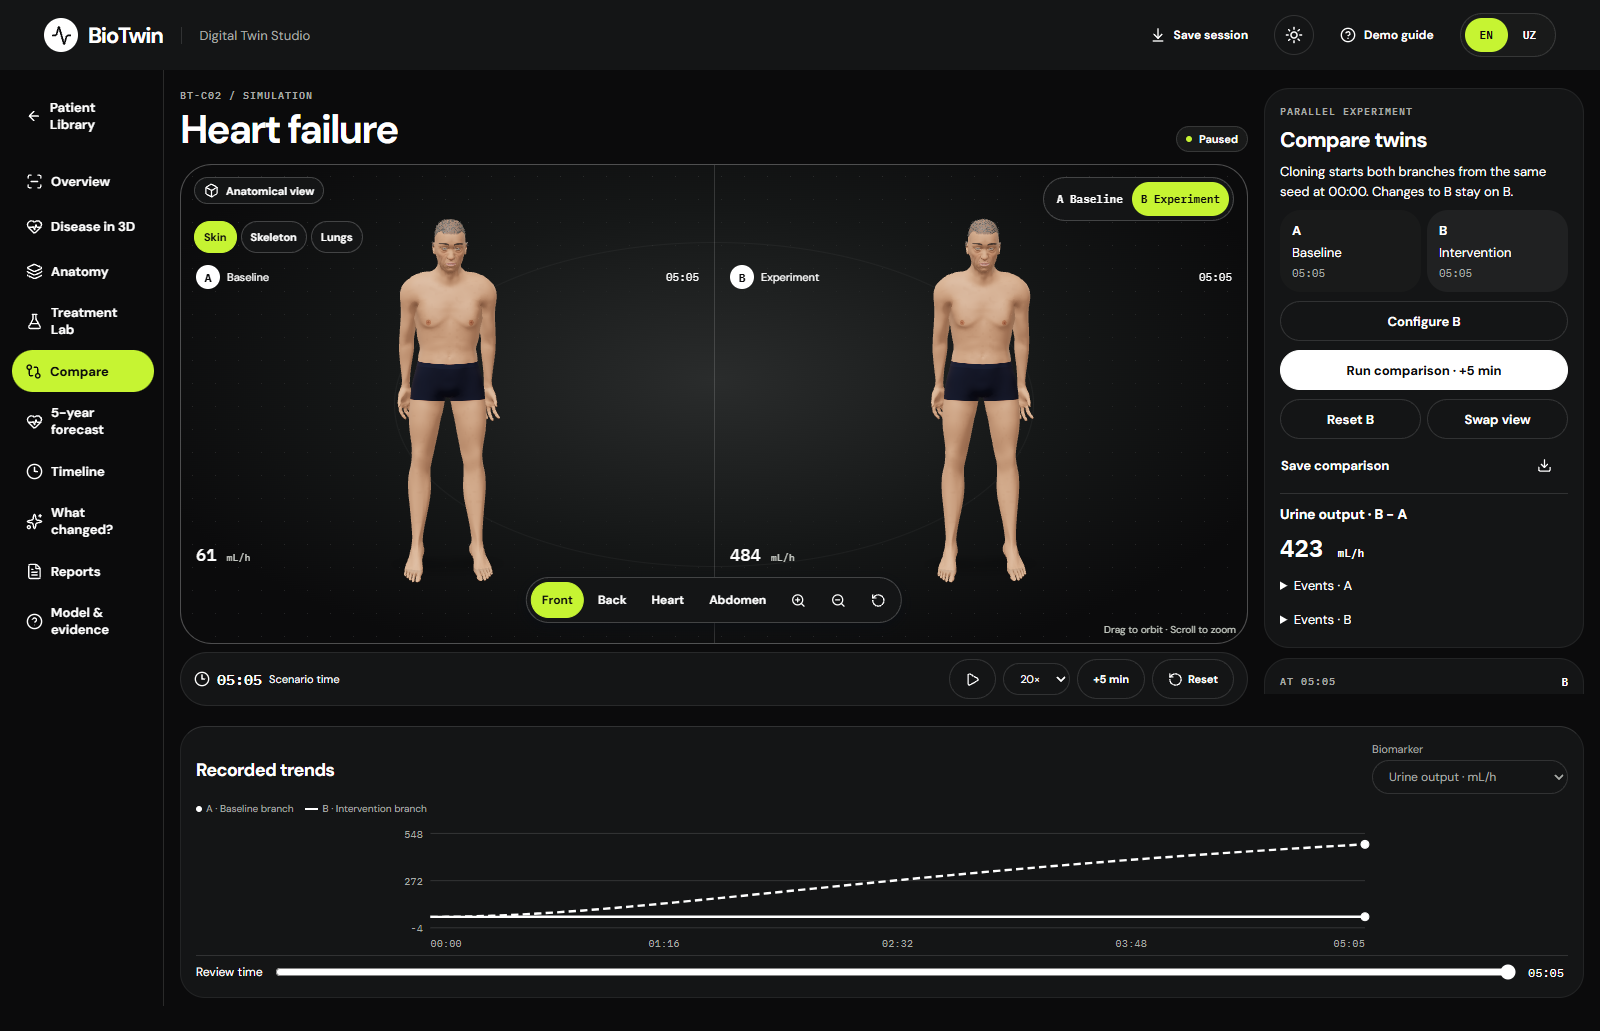 BioTwin
Digital Twin Studio
Save session
Demo guide
EN
UZ
Patient
Library
Overview
Disease in 3D
Anatomy
Treatment
Lab
Compare
5-year
forecast
Timeline
What
changed?
Reports
Model &
evidence
BT-C02 / SIMULATION
Heart failure
Paused
Anatomical view
A Baseline
B Experiment
Skin
Skeleton
Lungs
A
Baseline
05:05
B
Experiment
05:05
61 mL/h
484 mL/h
Front
Back
Heart
Abdomen
Drag to orbit · Scroll to zoom
05:05 Scenario time
20×
+5 min
Reset
PARALLEL EXPERIMENT
Compare twins
Cloning starts both branches from the same
seed at 00:00. Changes to B stay on B.
A
Baseline
05:05
B
Intervention
05:05
Configure B
Run comparison · +5 min
Reset B
Swap view
Save comparison
Urine output · B − A
423 mL/h
Events · A
Events · B
AT 05:05
B
Recorded trends
Biomarker
Urine output · mL/h
A · Baseline branch
B · Intervention branch
548
272
-4
00:00
01:16
02:32
03:48
05:05
Review time
05:05